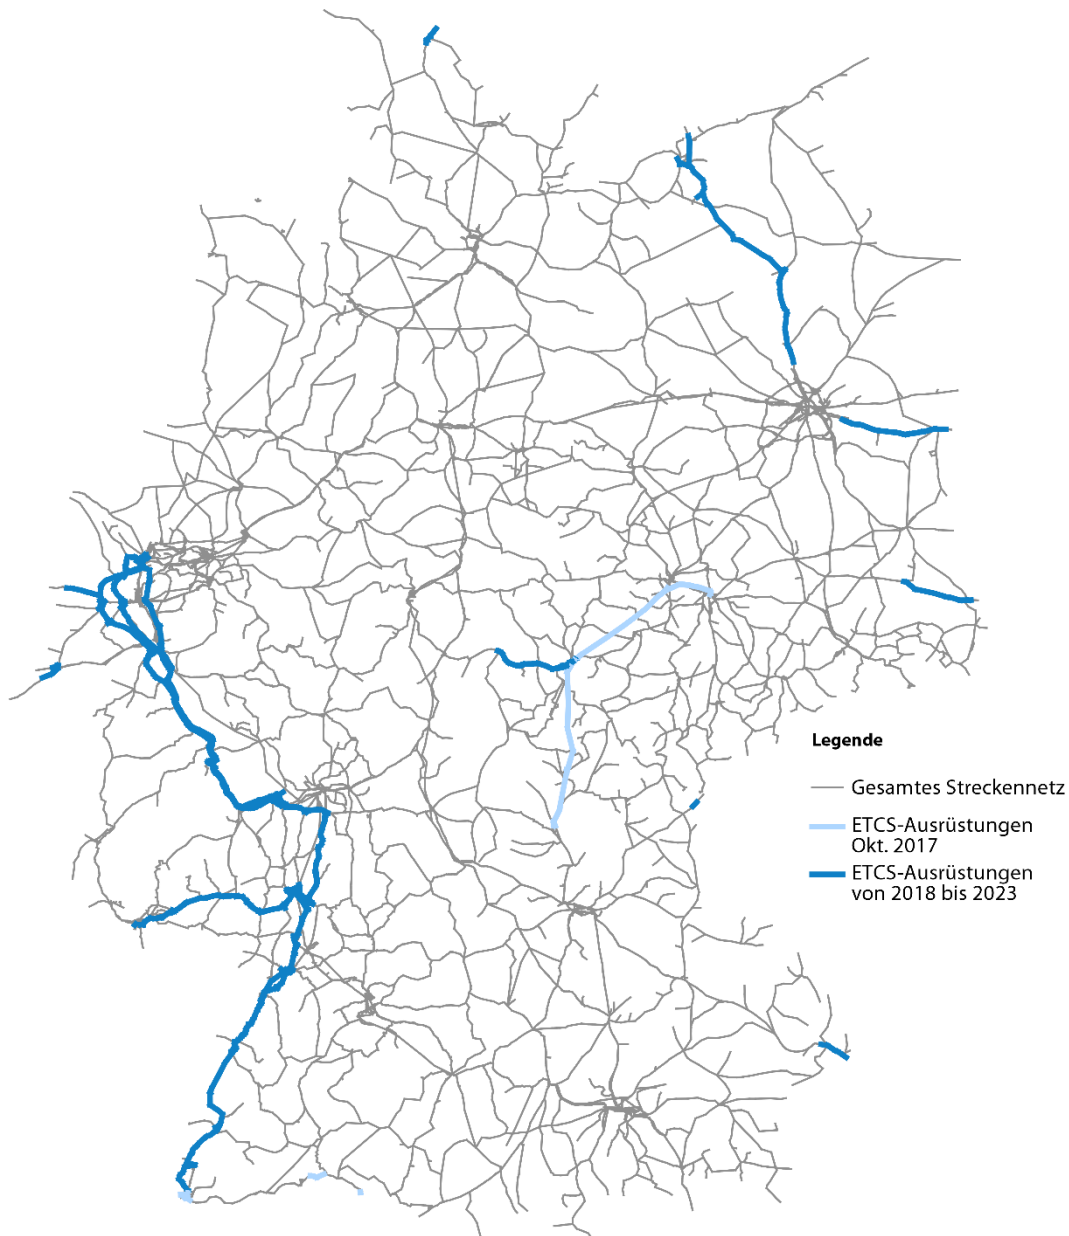 Legende
Gesamtes Streckennetz
ETCS-Ausrüstungen
Okt. 2017
ETCS-Ausrüstungen
von 2018 bis 2023